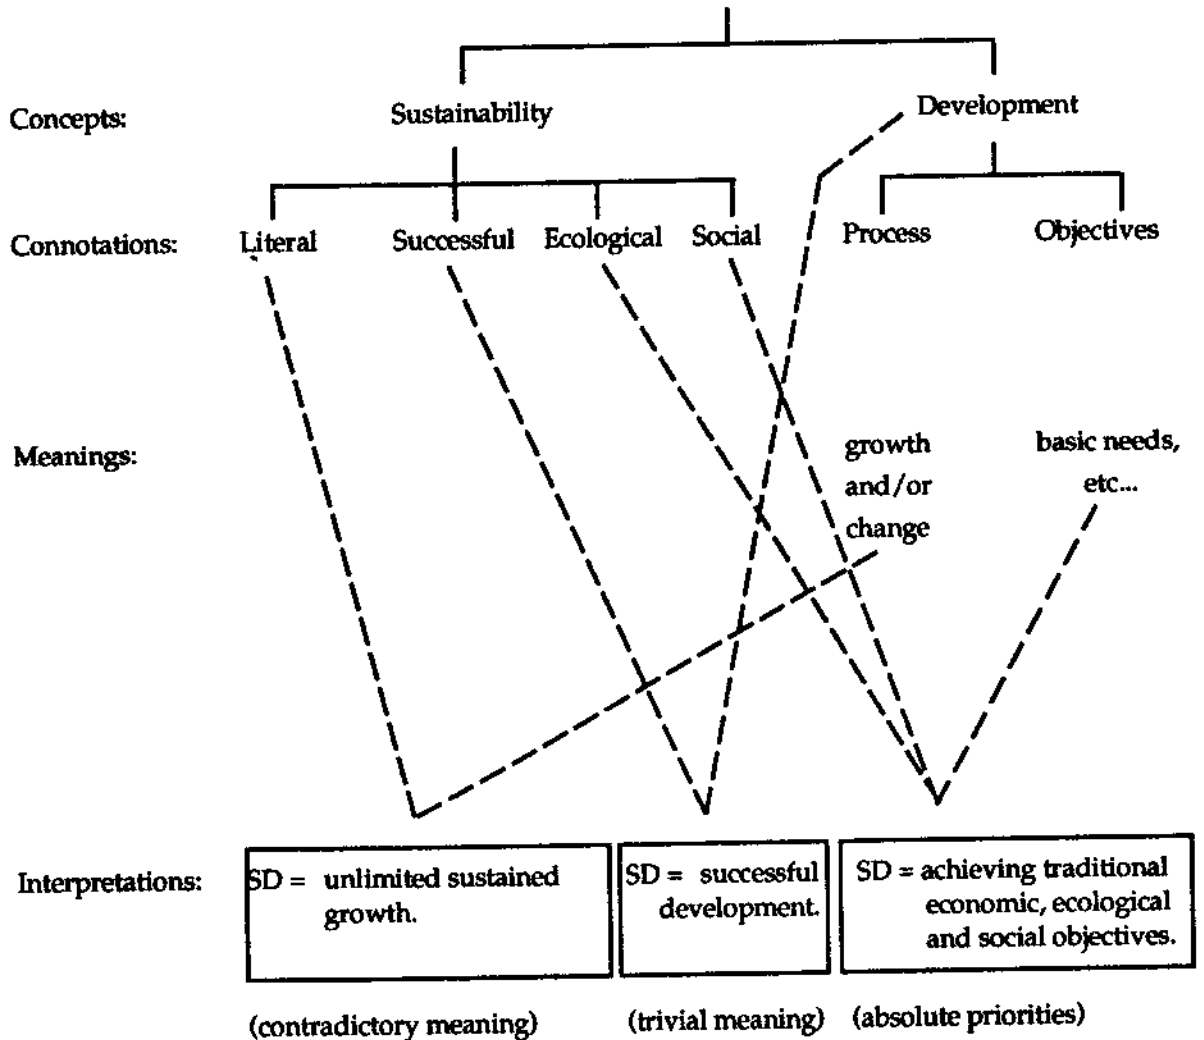 Concepts: Sustainability Development
Connotations: Literal Successful Ecological Social Process Objectives
Meanings: growth and/or change basic needs, etc...
Interpretations:
SD = unlimited sustained
growth.
SD = successful
development.
SD = achieving traditional
economic, ecological
and social objectives.
(contradictory meaning) (trivial meaning) (absolute priorities)